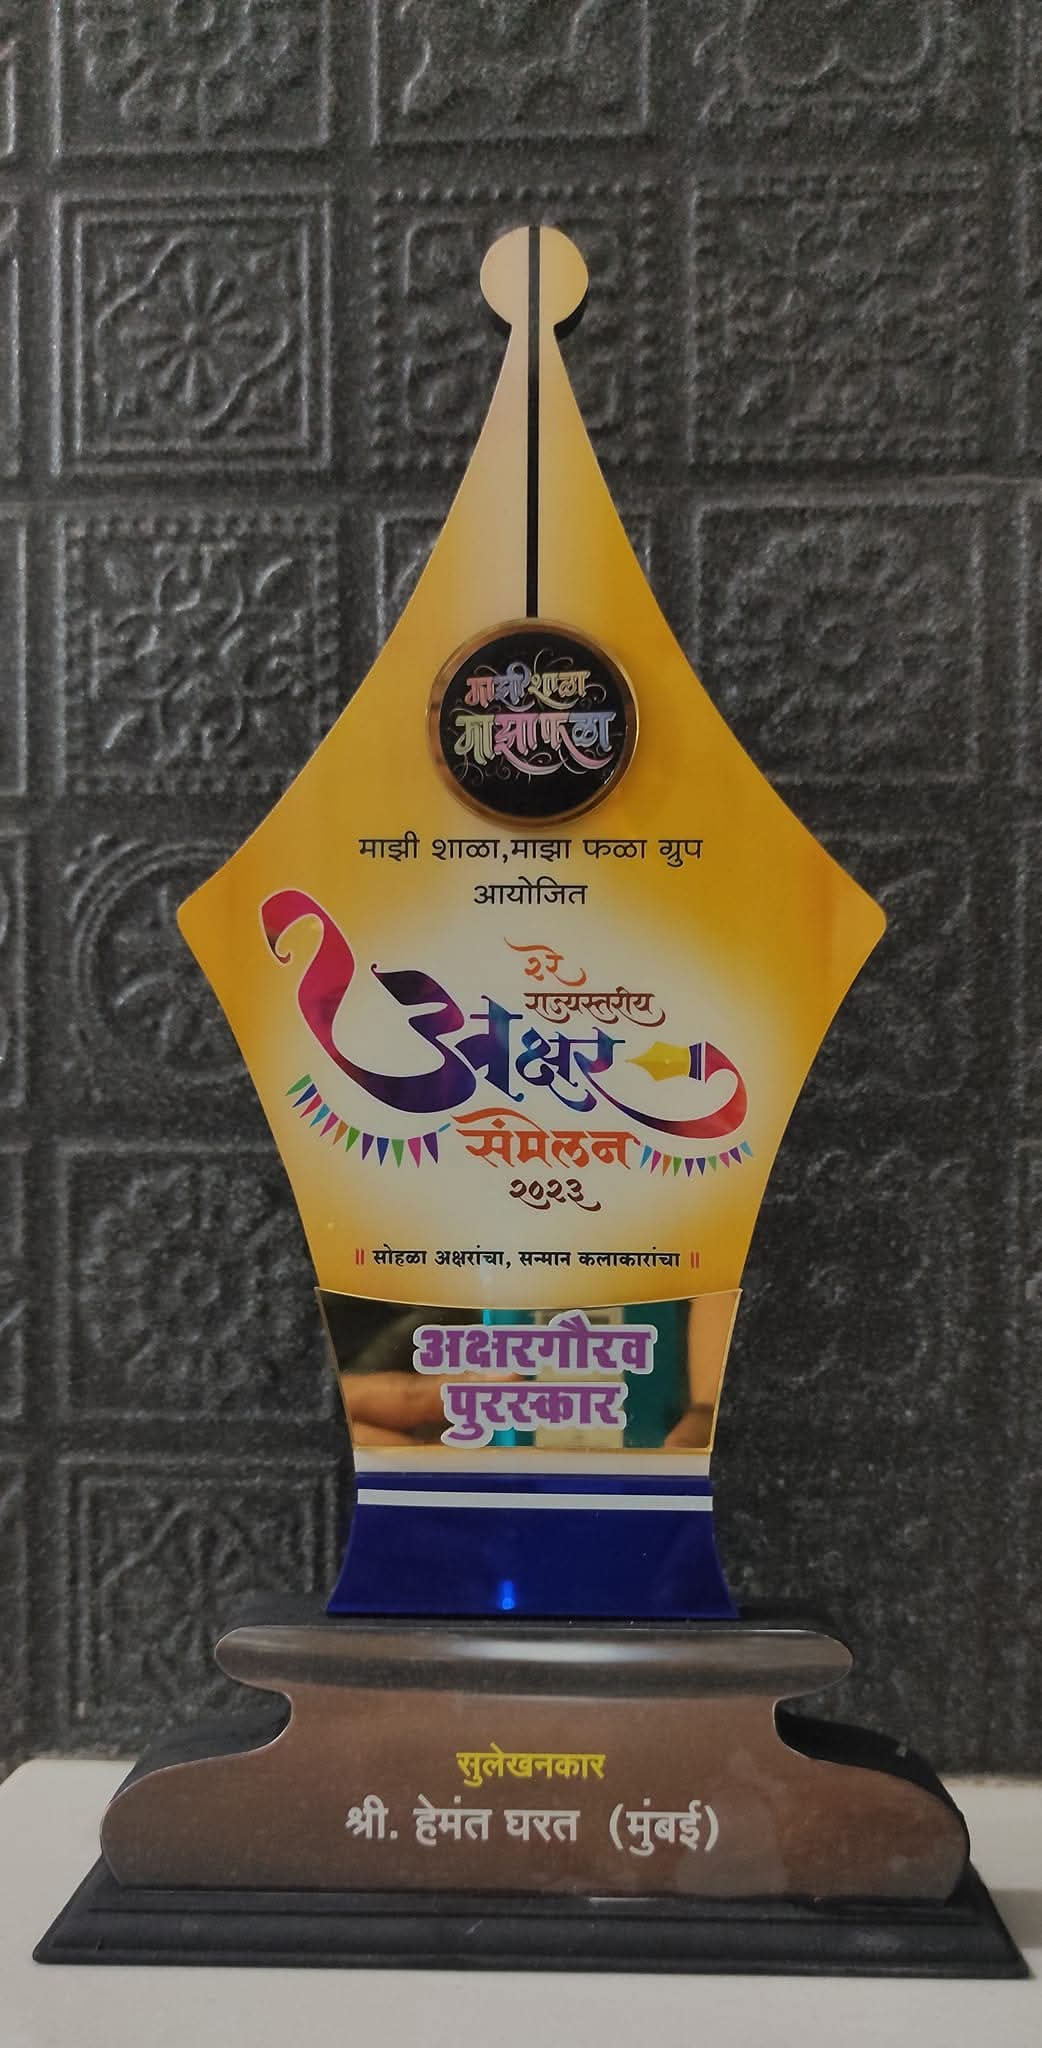 माझी शाळा
माझा फळा
माझी शाळा,माझा फळा ग्रुप
आयोजित
२रे
राज्यस्तरीय
अक्षर
संमेलन
२०२३
॥ सोहळा अक्षरांचा, सन्मान कलाकारांचा ॥
अक्षरगौरव
पुरस्कार
सुलेखनकार
श्री. हेमंत घरत (मुंबई)